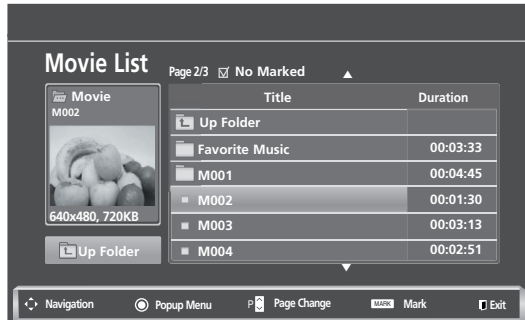 Movie List
Page 2/3 No Marked
Movie
M002
640x480, 720KB
Up Folder
Title Duration
Up Folder
Favorite Music 00:03:33
M001 00:04:45
M002 00:01:30
M003 00:03:13
M004 00:02:51
Navigation Popup Menu P Page Change MARK Mark Exit